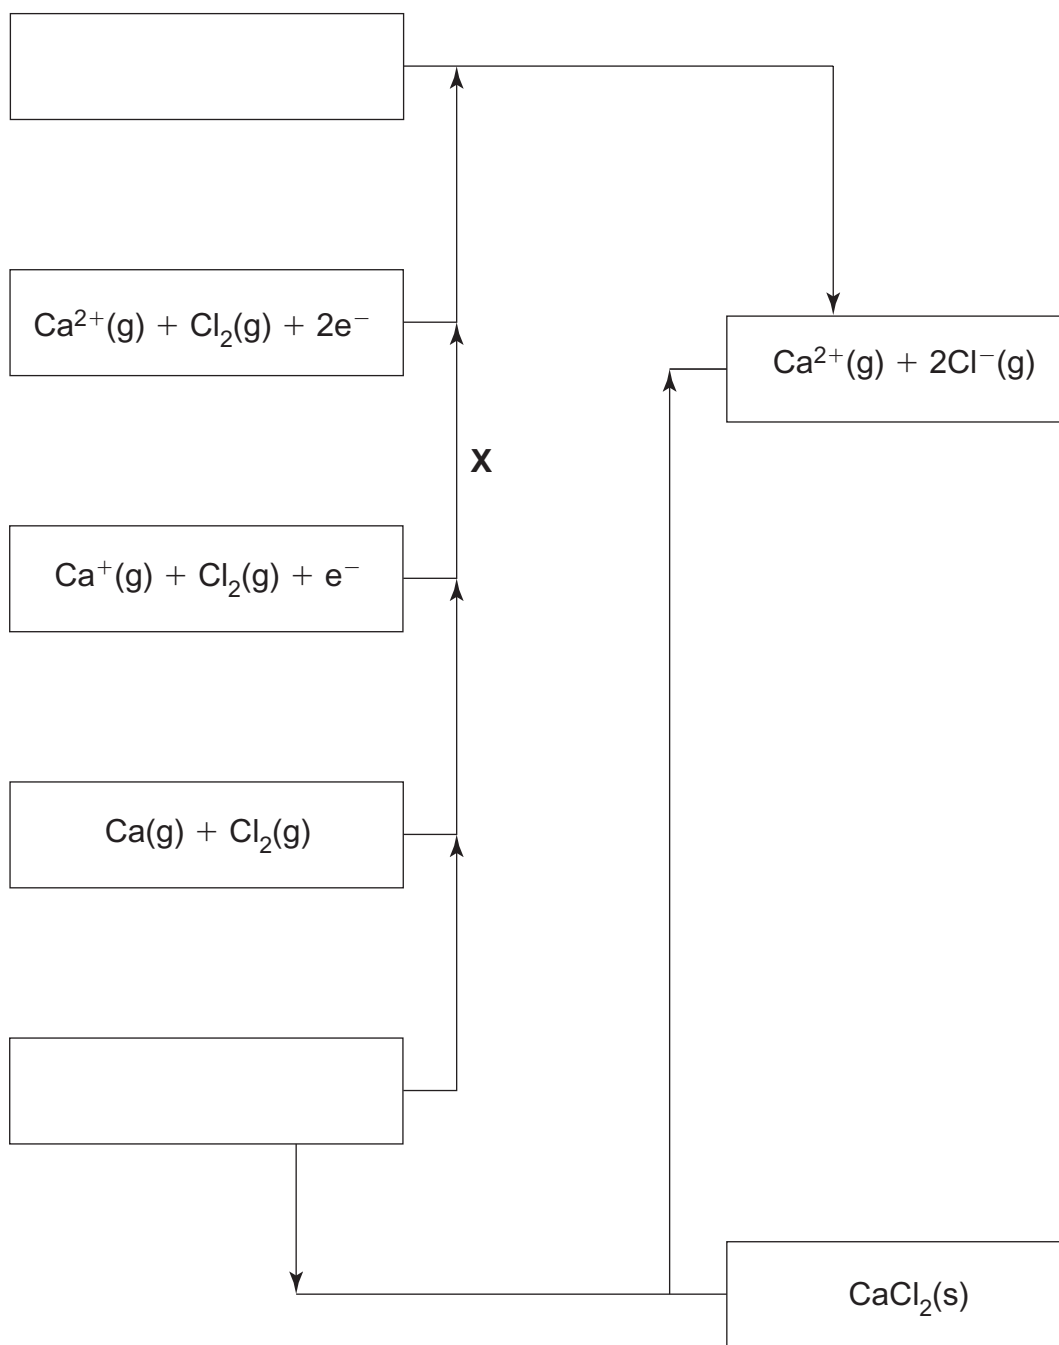 Ca²⁺(g) + Cl₂(g) + 2e⁻
Ca²⁺(g) + 2Cl⁻(g)
X
Ca⁺(g) + Cl₂(g) + e⁻
Ca(g) + Cl₂(g)
CaCl₂(s)